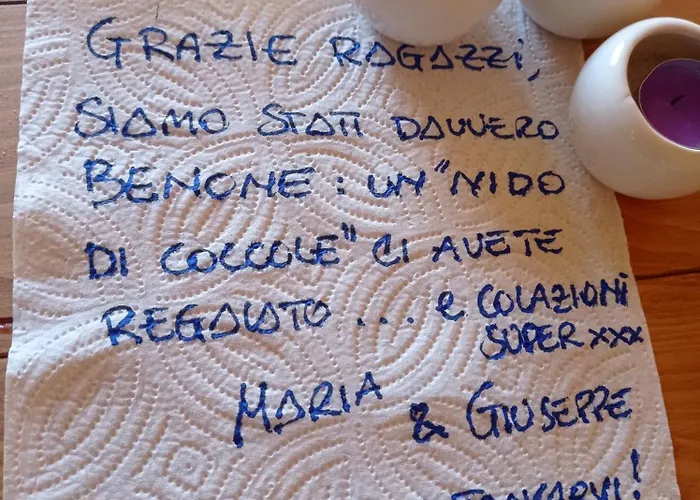 GRAZIE RAGAZZI,
SIAMO STATI DAVVERO
BENONE: UN "NIDO
DI COCCOLE" CI AVETE
REGALATO ... e COLAZIONI
SUPER xxx
MARIA & GIUSEPPE